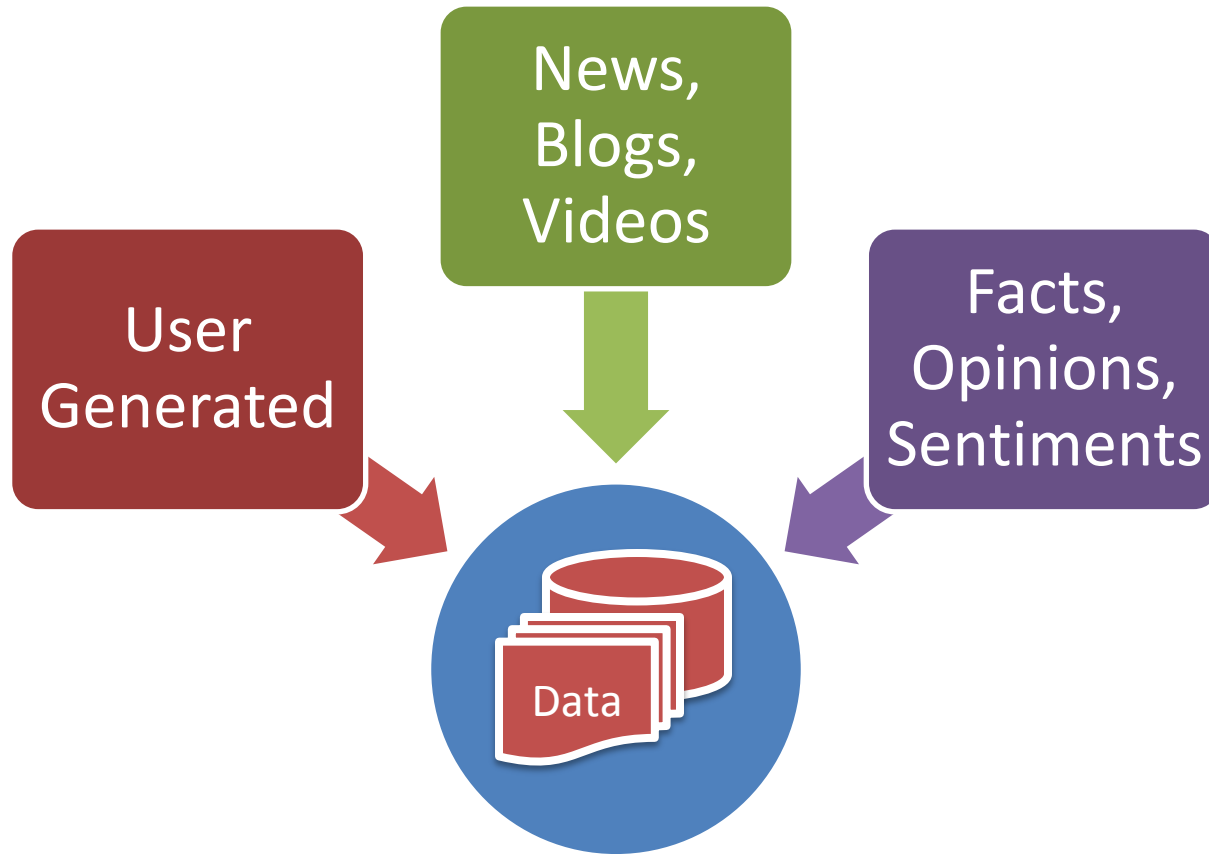 News,
Blogs,
Videos
User
Generated
Facts,
Opinions,
Sentiments
Data